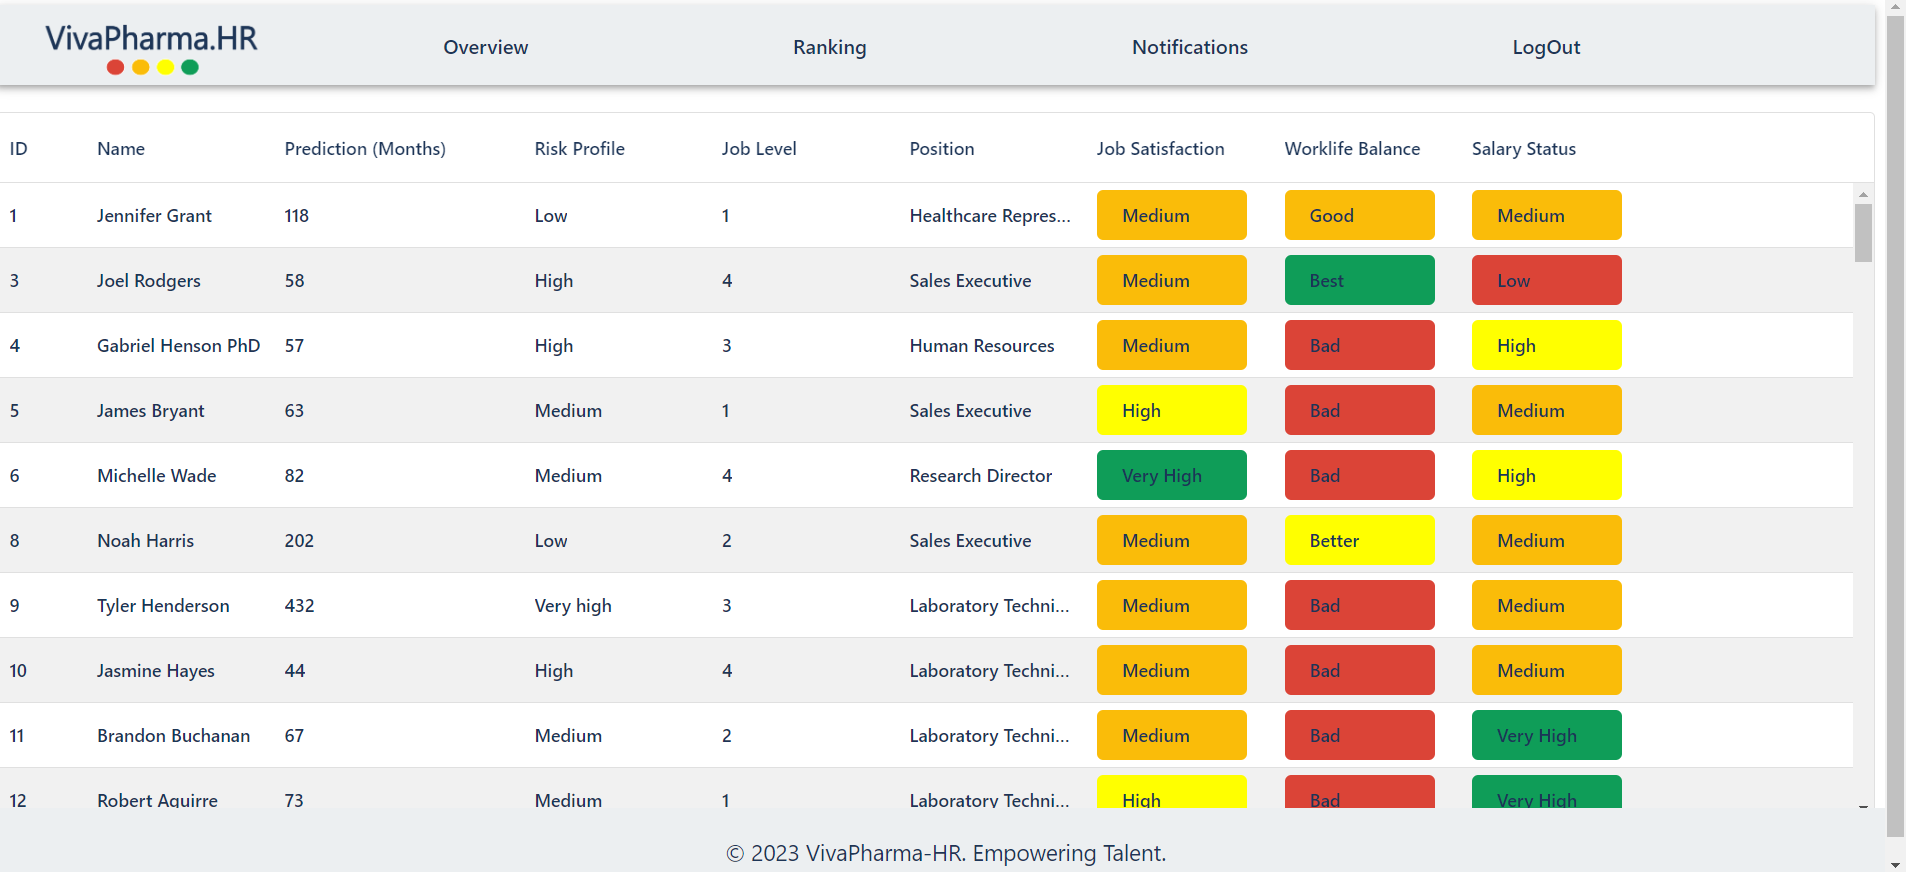 VivaPharma.HR
Overview Ranking Notifications LogOut
ID Name Prediction (Months) Risk Profile Job Level Position Job Satisfaction Worklife Balance Salary Status
1 Jennifer Grant 118 Low 1 Healthcare Repres... Medium Good Medium
3 Joel Rodgers 58 High 4 Sales Executive Medium Best Low
4 Gabriel Henson PhD 57 High 3 Human Resources Medium Bad High
5 James Bryant 63 Medium 1 Sales Executive High Bad Medium
6 Michelle Wade 82 Medium 4 Research Director Very High Bad High
8 Noah Harris 202 Low 2 Sales Executive Medium Better Medium
9 Tyler Henderson 432 Very high 3 Laboratory Techni... Medium Bad Medium
10 Jasmine Hayes 44 High 4 Laboratory Techni... Medium Bad Medium
11 Brandon Buchanan 67 Medium 2 Laboratory Techni... Medium Bad Very High
12 Robert Aguirre 73 Medium 1 Laboratory Techni... High Bad Very High
© 2023 VivaPharma-HR. Empowering Talent.